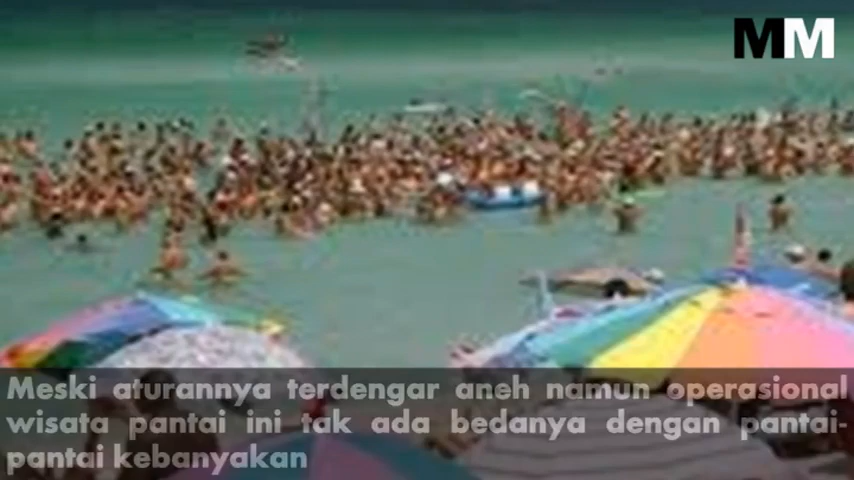 MM
Meski aturannya terdengar aneh namun operasional
wisata pantai ini tak ada bedanya dengan pantai-
pantai kebanyakan